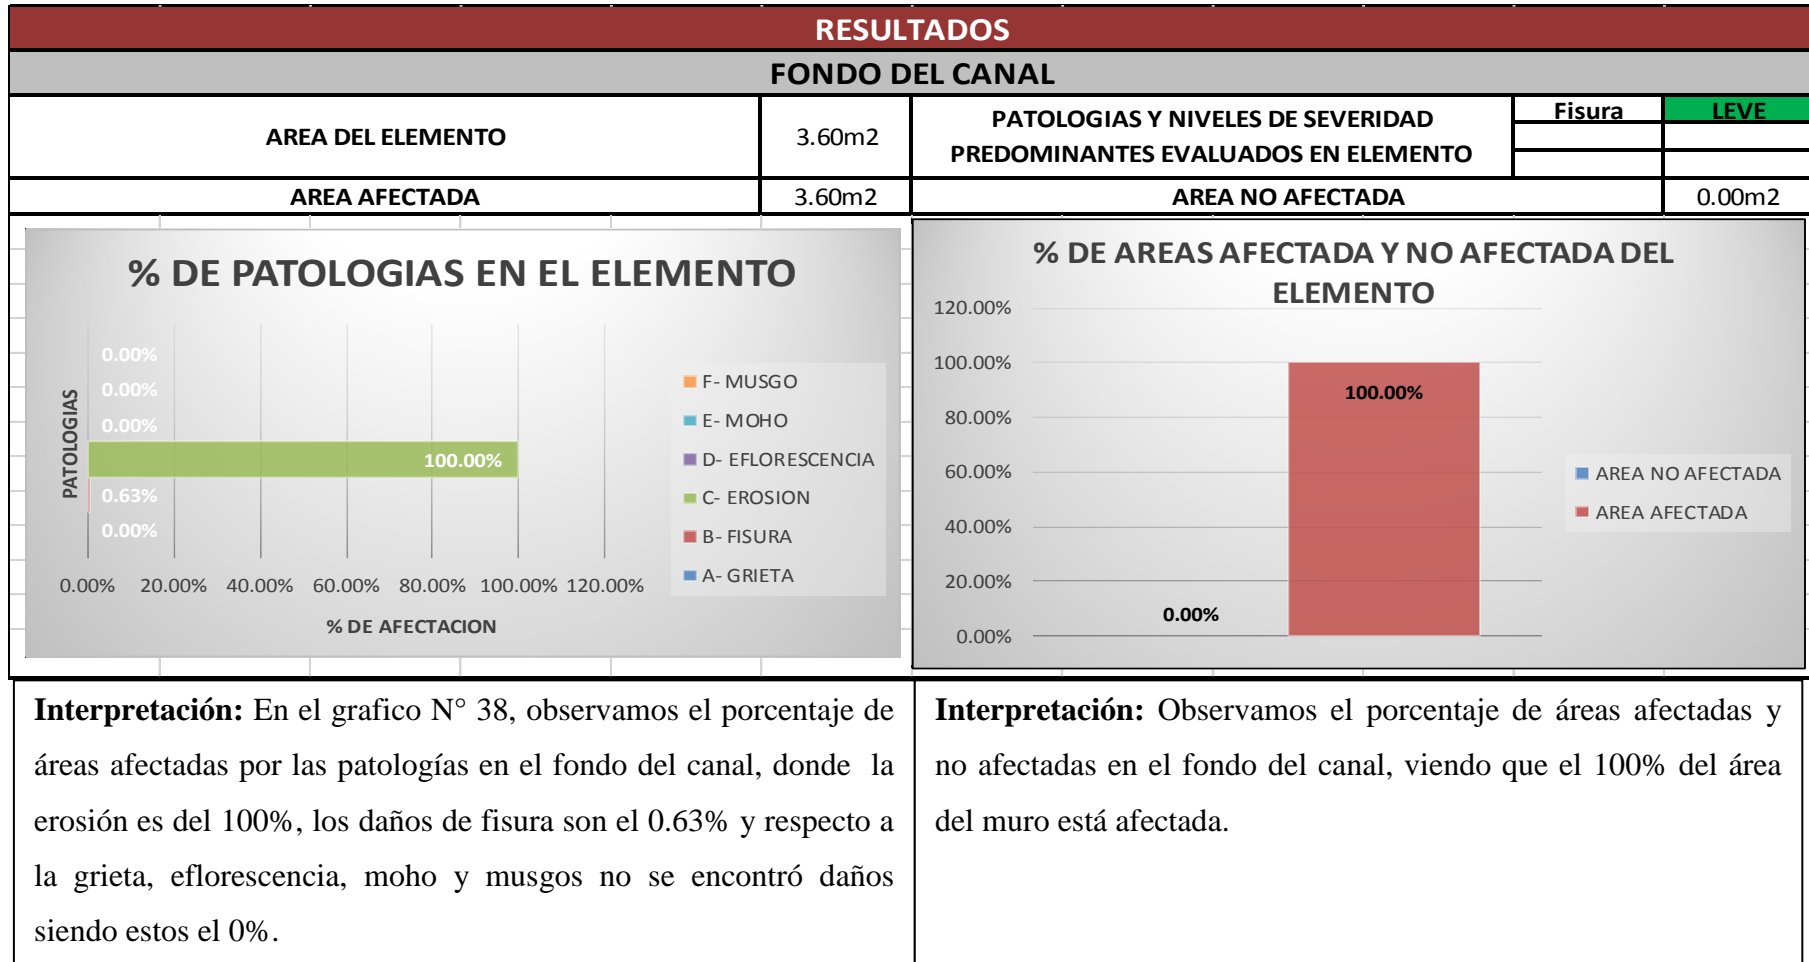 RESULTADOS
FONDO DEL CANAL
AREA DEL ELEMENTO
3.60m2
PATOLOGIAS Y NIVELES DE SEVERIDAD
PREDOMINANTES EVALUADOS EN ELEMENTO
Fisura
LEVE
AREA AFECTADA
3.60m2
AREA NO AFECTADA
0.00m2
% DE PATOLOGIAS EN EL ELEMENTO
PATOLOGIAS
0.00%
0.00%
0.00%
100.00%
0.63%
0.00%
0.00% 20.00% 40.00% 60.00% 80.00% 100.00% 120.00%
% DE AFECTACION
F- MUSGO
E- MOHO
D- EFLORESCENCIA
C- EROSION
B- FISURA
A- GRIETA
% DE AREAS AFECTADA Y NO AFECTADA DEL
ELEMENTO
120.00%
100.00%
80.00%
60.00%
40.00%
20.00%
0.00%
100.00%
0.00%
AREA NO AFECTADA
AREA AFECTADA
Interpretación: En el grafico N° 38, observamos el porcentaje de
áreas afectadas por las patologías en el fondo del canal, donde la
erosión es del 100%, los daños de fisura son el 0.63% y respecto a
la grieta, eflorescencia, moho y musgos no se encontró daños
siendo estos el 0%.
Interpretación: Observamos el porcentaje de áreas afectadas y
no afectadas en el fondo del canal, viendo que el 100% del área
del muro está afectada.